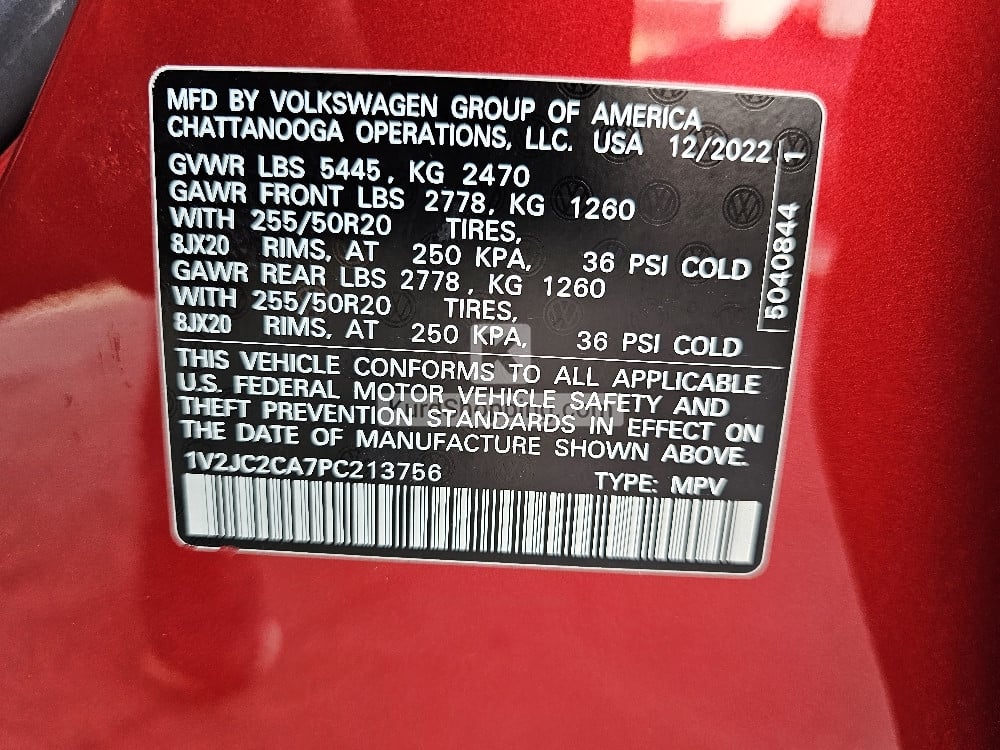 MFD BY VOLKSWAGEN GROUP OF AMERICA
CHATTANOOGA OPERATIONS, LLC. USA 12/2022
GVWR LBS 5445, KG 2470
GAWR FRONT LBS 2778, KG 1260
WITH 255/50R20 TIRES,
8JX20 RIMS, AT 250 KPA, 36 PSI COLD
GAWR REAR LBS 2778, KG 1260
WITH 255/50R20 TIRES,
8JX20 RIMS, AT 250 KPA, 36 PSI COLD
5040844 1
THIS VEHICLE CONFORMS TO ALL APPLICABLE
U.S. FEDERAL MOTOR VEHICLE SAFETY AND
THEFT PREVENTION STANDARDS IN EFFECT ON
THE DATE OF MANUFACTURE SHOWN ABOVE.
1V2JC2CA7PC213756 TYPE: MPV